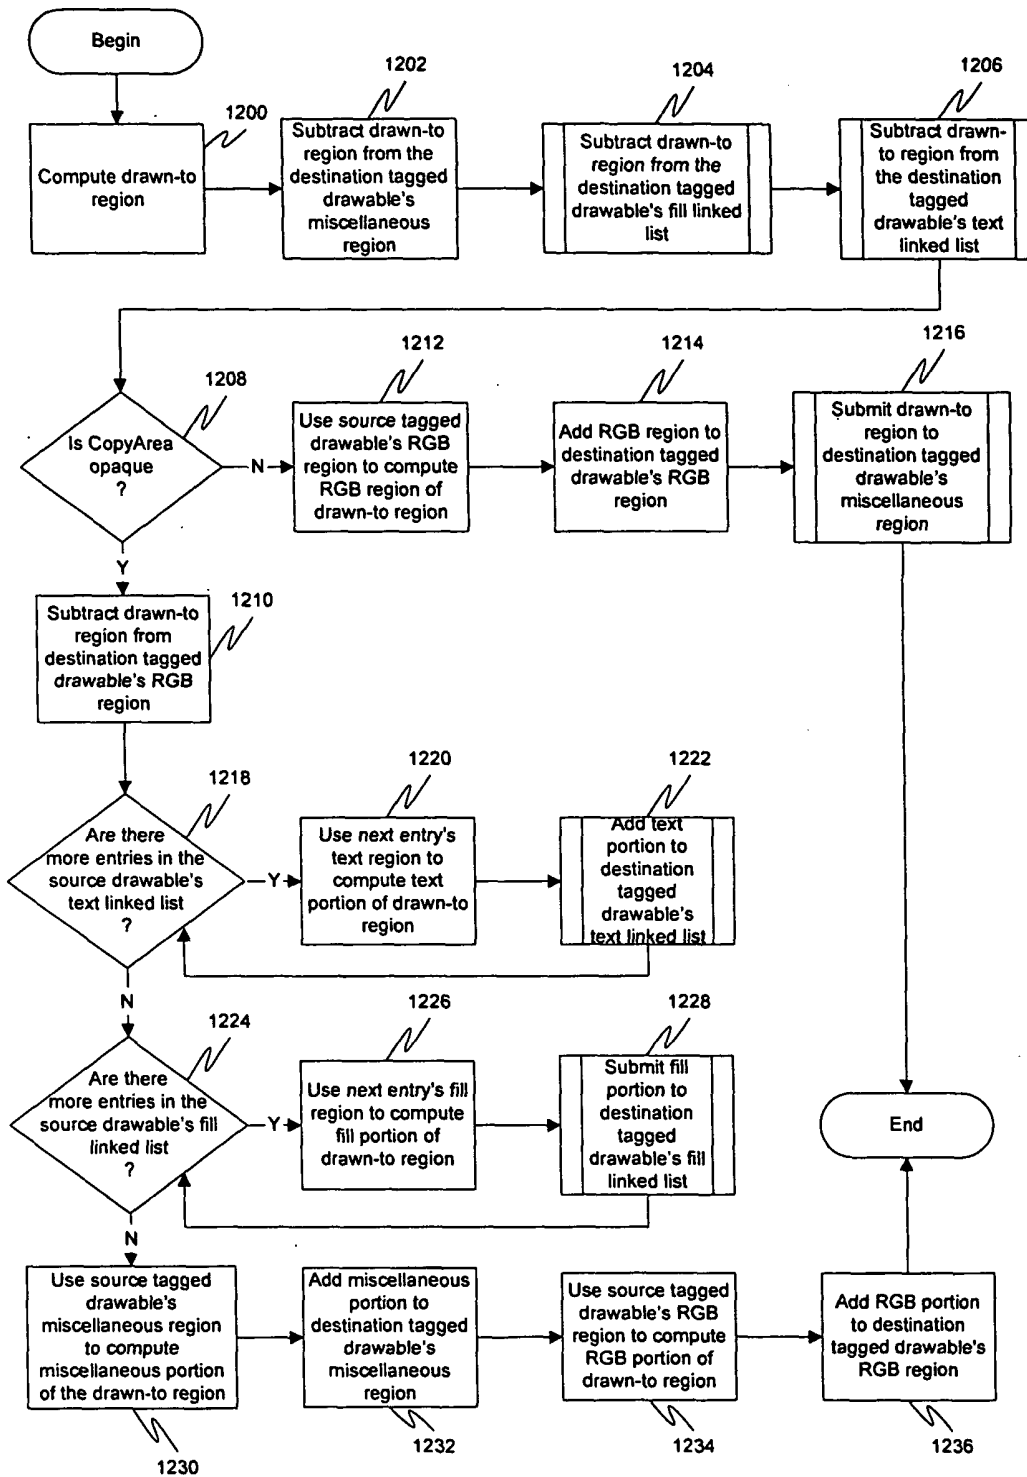 Begin
1200
Compute drawn-to
region
1202
Subtract drawn-to
region from the
destination tagged
drawable's
miscellaneous
region
1204
Subtract drawn-to
region from the
destination tagged
drawable's fill linked
list
1206
Subtract drawn-
to region from
the destination
tagged
drawable's text
linked list
1208
Is CopyArea
opaque
?
N
Y
1212
Use source tagged
drawable's RGB
region to compute
RGB region of
drawn-to region
1214
Add RGB region to
destination tagged
drawable's RGB
region
1216
Submit drawn-to
region to
destination tagged
drawable's
miscellaneous
region
1210
Subtract drawn-to
region from
destination tagged
drawable's RGB
region
1218
Are there
more entries in the
source drawable's
text linked list
?
Y
N
1220
Use next entry's
text region to
compute text
portion of drawn-to
region
1222
Add text
portion to
destination
tagged
drawable's
text linked list
1224
Are there
more entries in the
source drawable's fill
linked list
?
Y
N
1226
Use next entry's fill
region to compute
fill portion of
drawn-to region
1228
Submit fill
portion to
destination
tagged
drawable's fill
linked list
End
Use source tagged
drawable's
miscellaneous region
to compute
miscellaneous portion
of the drawn-to region
1230
Add miscellaneous
portion to
destination tagged
drawable's
miscellaneous
region
1232
Use source tagged
drawable's RGB
region to compute
RGB portion of
drawn-to region
1234
Add RGB portion
to destination
tagged drawable's
RGB region
1236